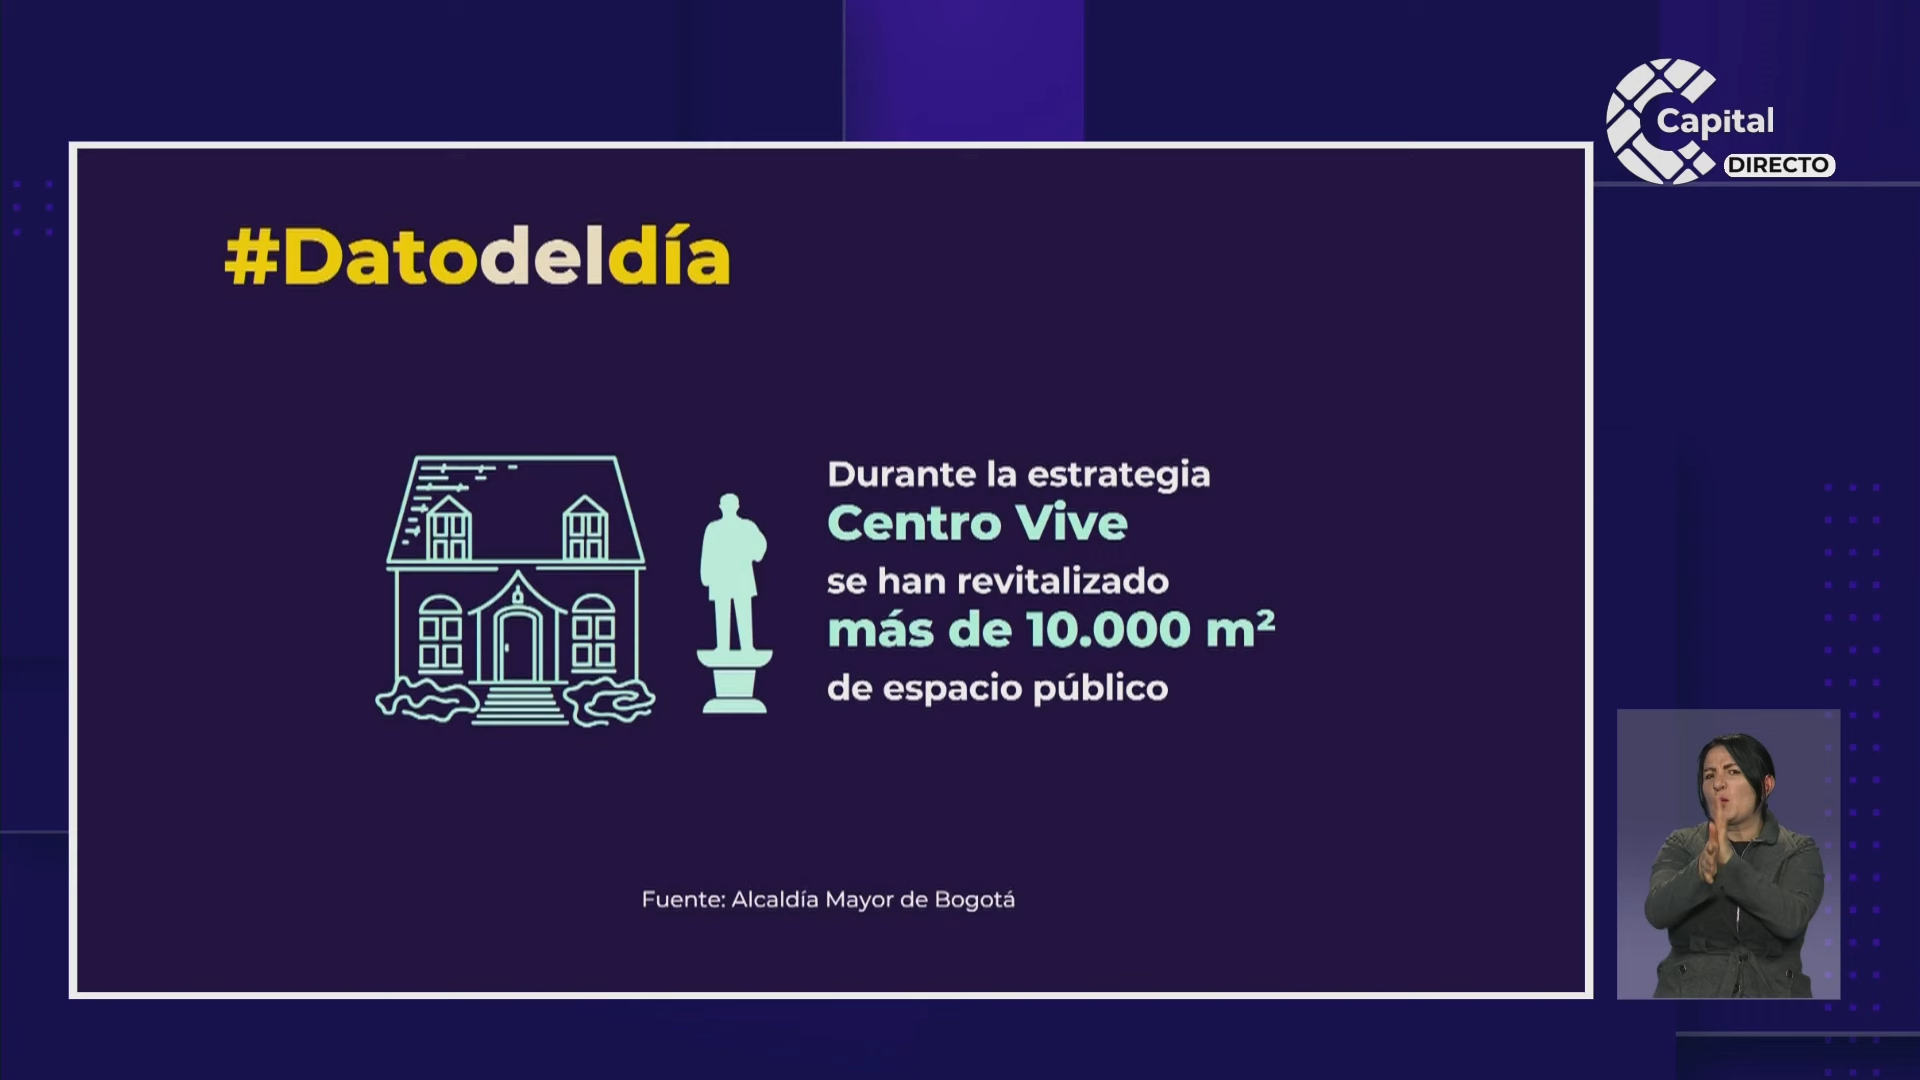 Capital
DIRECTO
#Datodeldía
Durante la estrategia
Centro Vive
se han revitalizado
más de 10.000 m²
de espacio público
Fuente: Alcaldía Mayor de Bogotá